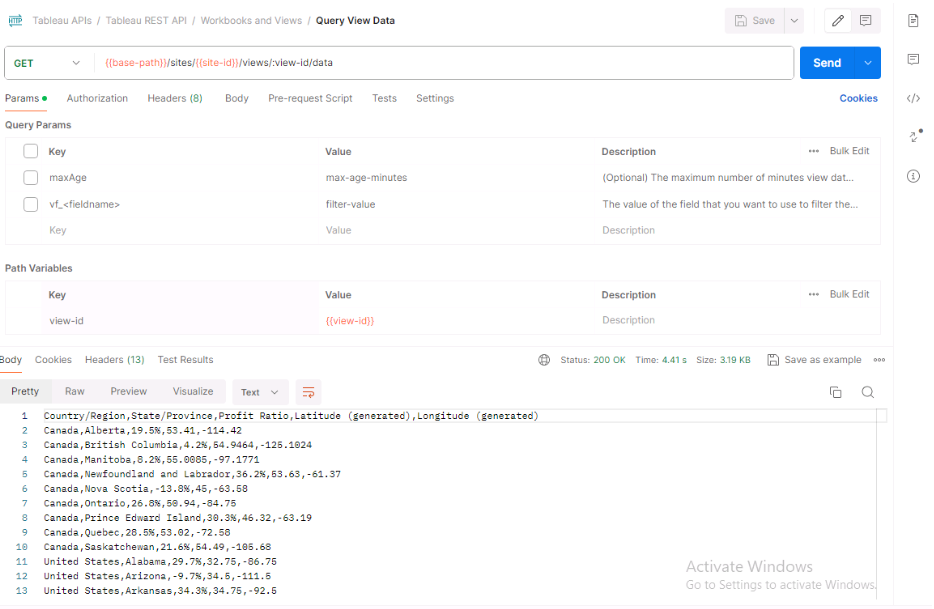 HTTP Tableau APIs / Tableau REST API / Workbooks and Views / Query View Data Save
GET {{base-path}}/sites/{{site-id}}/views/:view-id/data Send
Params Authorization Headers (8) Body Pre-request Script Tests Settings Cookies
Query Params
Key Value Description ••• Bulk Edit
maxAge max-age-minutes (Optional) The maximum number of minutes view dat...
vf_<fieldname> filter-value The value of the field that you want to use to filter the...
Key Value Description
Path Variables
Key Value Description ••• Bulk Edit
view-id {{view-id}} Description
Body Cookies Headers (13) Test Results Status: 200 OK Time: 4.41 s Size: 3.19 KB Save as example
Pretty Raw Preview Visualize Text
1 Country/Region,State/Province,Profit Ratio,Latitude (generated),Longitude (generated)
2 Canada,Alberta,19.5%,53.41,-114.42
3 Canada,British Columbia,4.2%,54.9464,-125.1024
4 Canada,Manitoba,8.2%,55.0085,-97.1771
5 Canada,Newfoundland and Labrador,36.2%,53.63,-61.37
6 Canada,Nova Scotia,-13.8%,45,-63.58
7 Canada,Ontario,26.8%,50.94,-84.75
8 Canada,Prince Edward Island,30.3%,46.32,-63.19
9 Canada,Quebec,28.5%,53.02,-72.58
10 Canada,Saskatchewan,21.6%,54.49,-105.68
11 United States,Alabama,29.7%,32.75,-86.75
12 United States,Arizona,-9.7%,34.5,-111.5
13 United States,Arkansas,34.3%,34.75,-92.5
Activate Windows
Go to Settings to activate Windows.